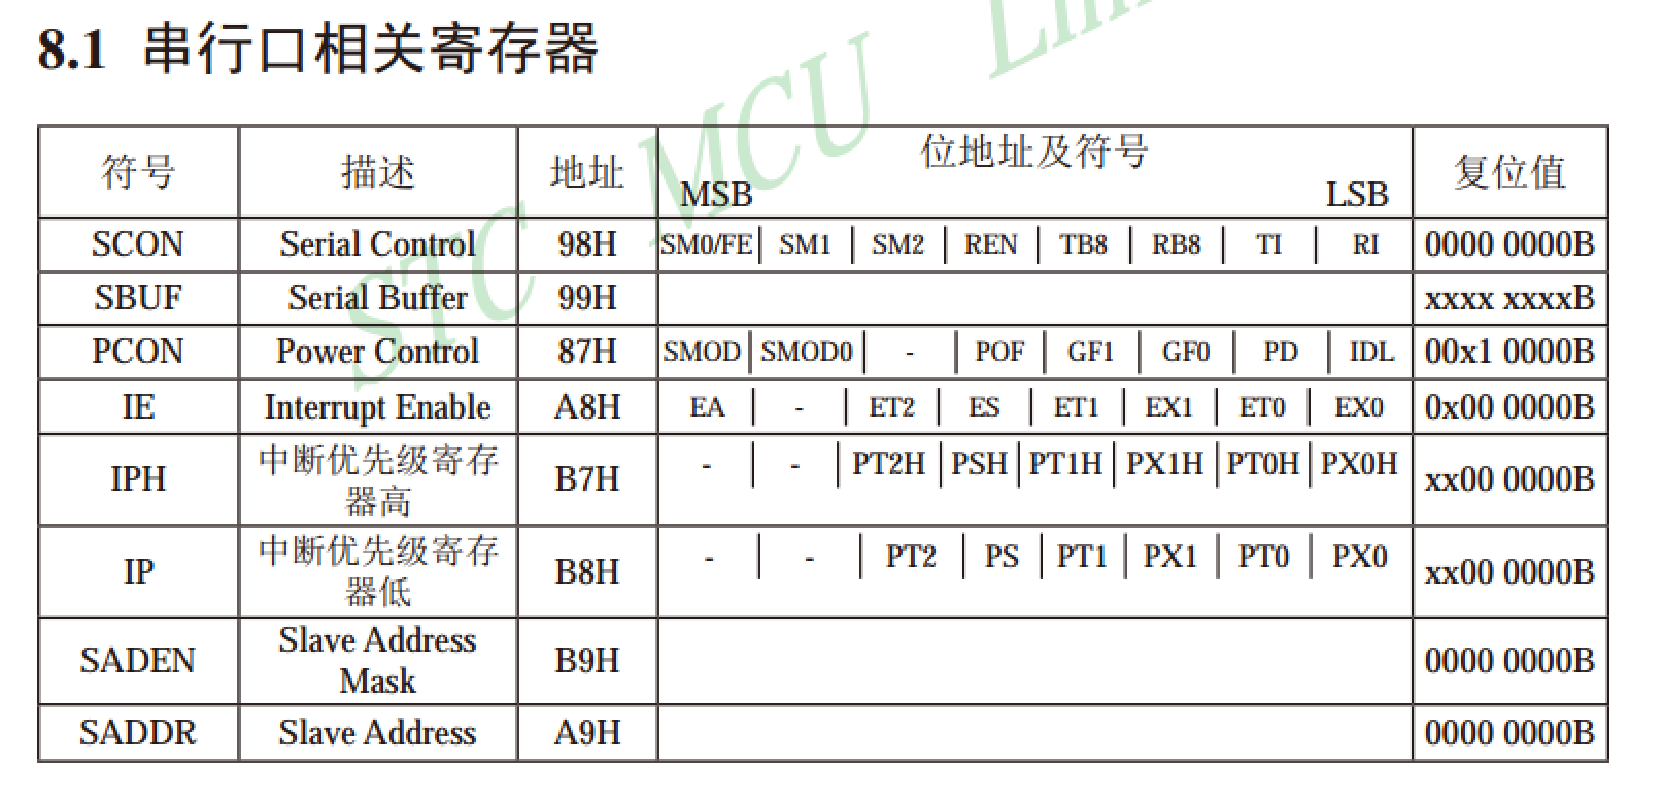 8.1 串行口相关寄存器
符号 描述 地址 位地址及符号 复位值
MSB LSB
SCON Serial Control 98H SM0/FE SM1 SM2 REN TB8 RB8 TI RI 0000 0000B
SBUF Serial Buffer 99H xxxx xxxxB
PCON Power Control 87H SMOD SMOD0 - POF GF1 GF0 PD IDL 00x1 0000B
IE Interrupt Enable A8H EA - ET2 ES ET1 EX1 ET0 EX0 0x00 0000B
IPH 中断优先级寄存 B7H - - PT2H PSH PT1H PX1H PT0H PX0H xx00 0000B
器高
IP 中断优先级寄存 B8H - - PT2 PS PT1 PX1 PT0 PX0 xx00 0000B
器低
SADEN Slave Address B9H 0000 0000B
Mask
SADDR Slave Address A9H 0000 0000B
STC MCU